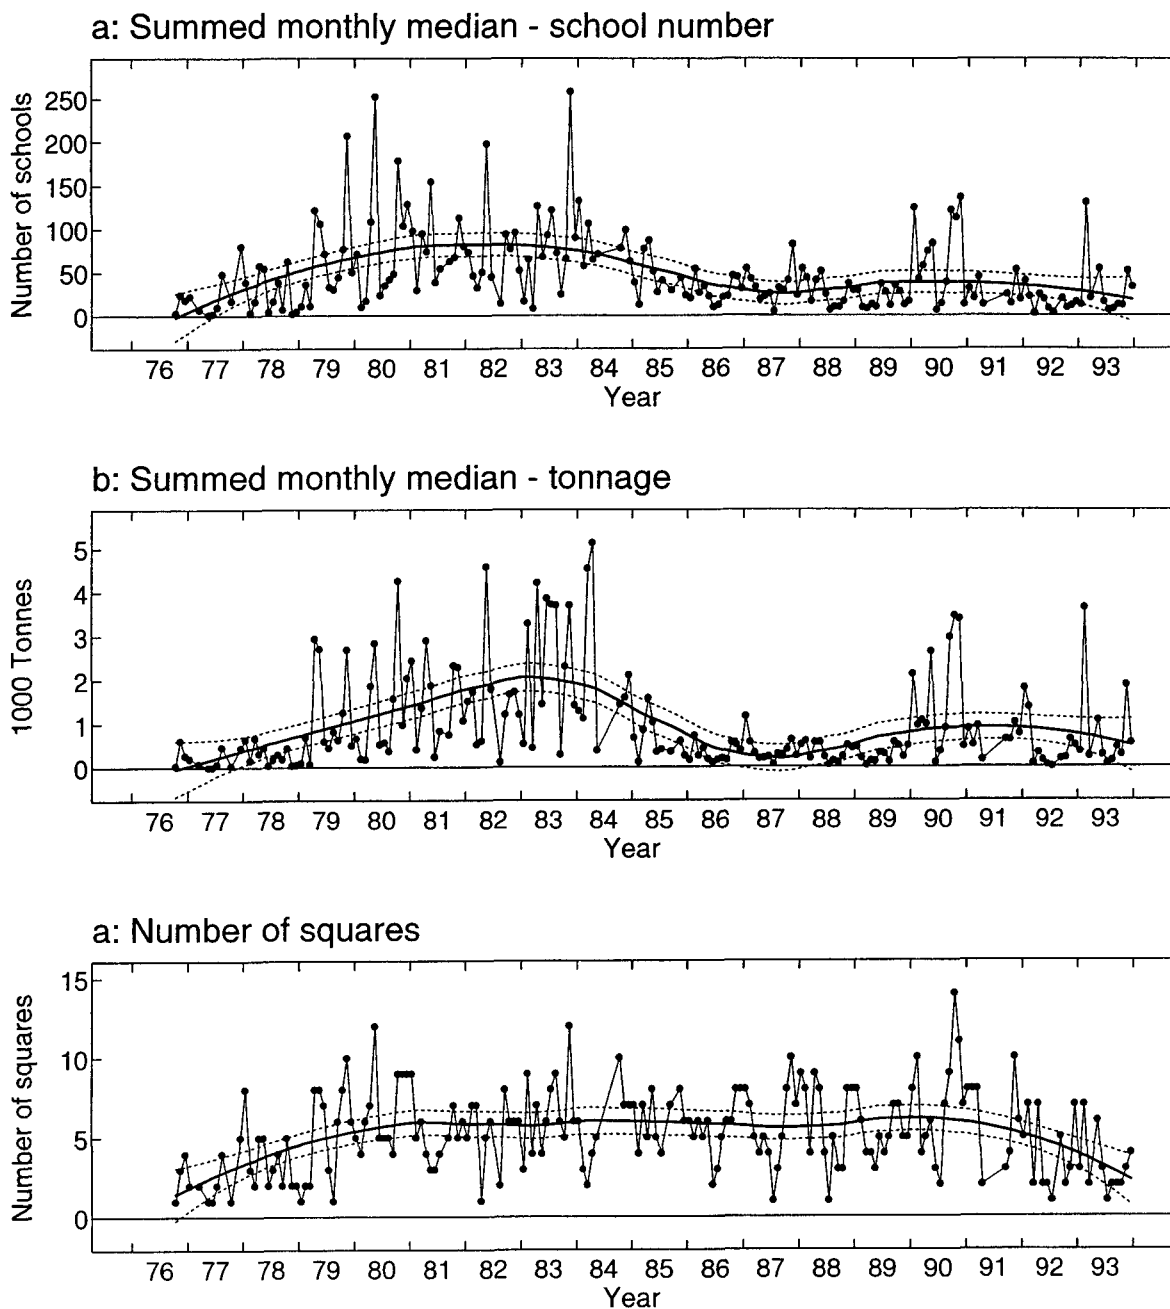 a: Summed monthly median - school number
Number of schools
250
200
150
100
50
0
76 77 78 79 80 81 82 83 84 85 86 87 88 89 90 91 92 93
Year
b: Summed monthly median - tonnage
1000 Tonnes
5
4
3
2
1
0
76 77 78 79 80 81 82 83 84 85 86 87 88 89 90 91 92 93
Year
a: Number of squares
Number of squares
15
10
5
0
76 77 78 79 80 81 82 83 84 85 86 87 88 89 90 91 92 93
Year